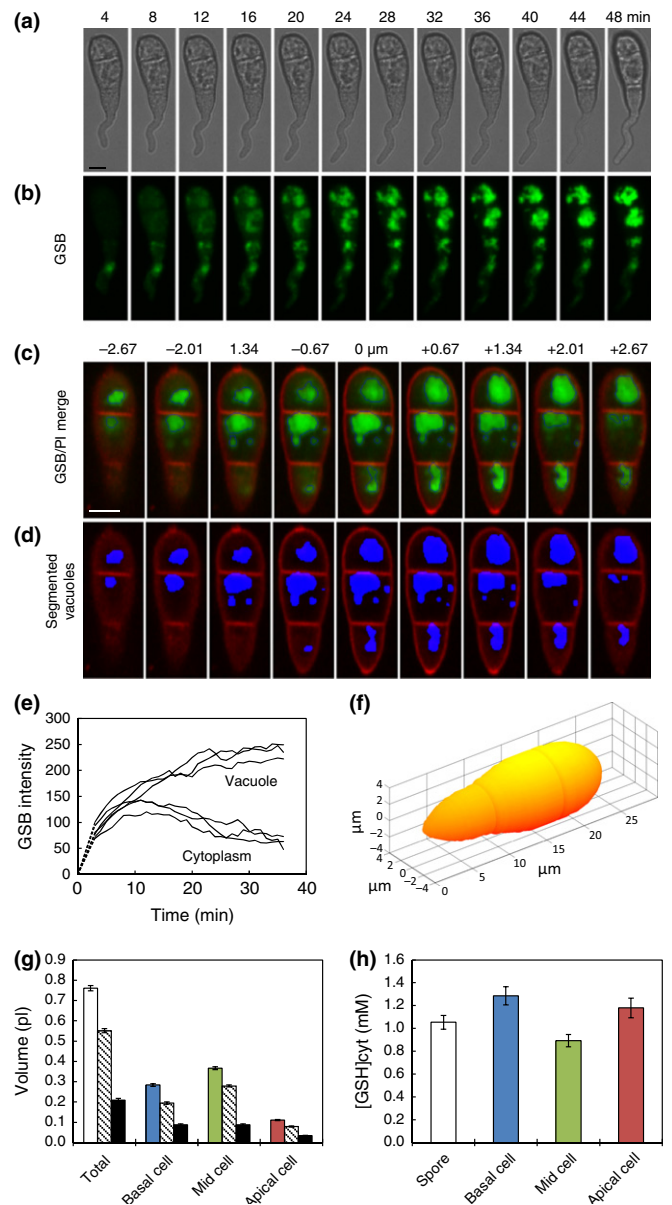 (a)
4 8 12 16 20 24 28 32 36 40 44 48 min
(b)
GSB
(c)
−2.67 −2.01 1.34 −0.67 0 µm +0.67 +1.34 +2.01 +2.67
GSB/PI merge
(d)
Segmented
vacuoles
(e)
GSB intensity
300
250
200
150
100
50
0
Vacuole
Cytoplasm
0 10 20 30 40
Time (min)
(f)
µm
4
2
0
−2
−4
µm
4
2
0
−2
−4
0 5 10 15 20 25
µm
(g)
Volume (pl)
0.9
0.8
0.7
0.6
0.5
0.4
0.3
0.2
0.1
0.0
Total
Basal cell
Mid cell
Apical cell
(h)
[GSH]cyt (mM)
1.6
1.4
1.2
1.0
0.8
0.6
0.4
0.2
0.0
Spore
Basal cell
Mid cell
Apical cell